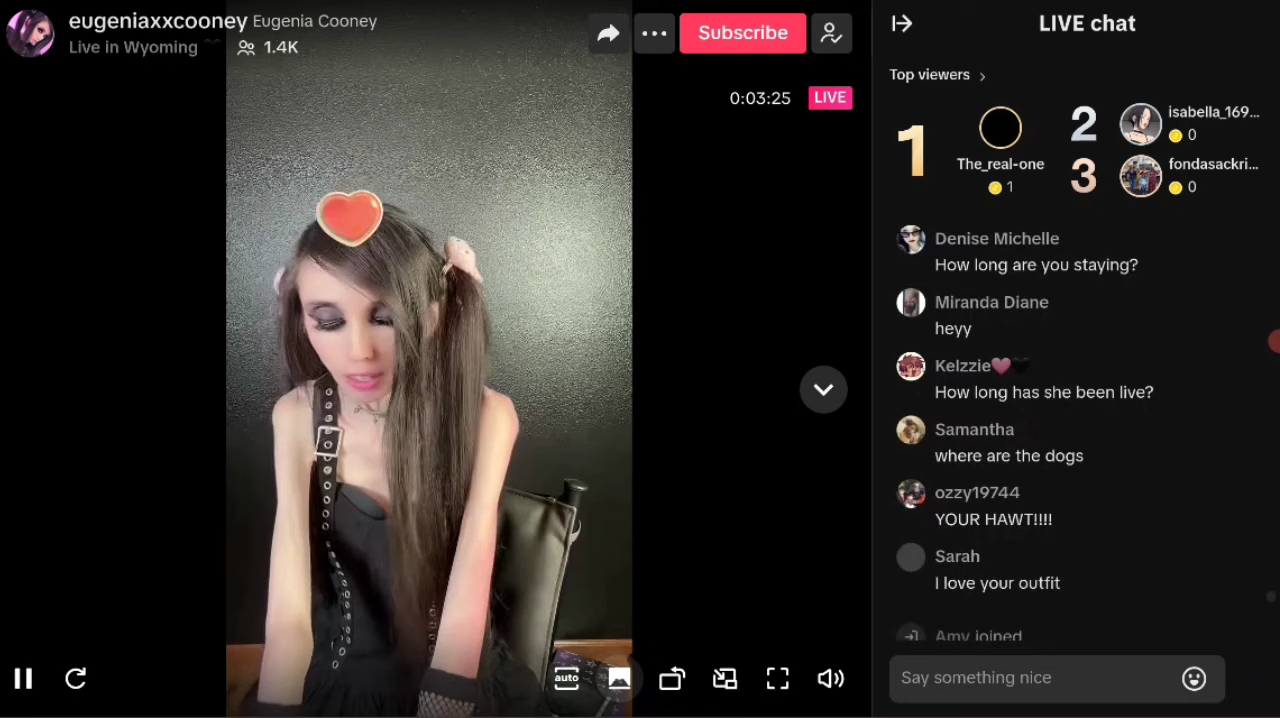 eugeniaxxcooney Eugenia Cooney
Live in Wyoming
1.4K
Subscribe
0:03:25 LIVE
auto
LIVE chat
Top viewers
1
The_real-one
1
2
isabella_169...
0
3
fondasackri...
0
Denise Michelle
How long are you staying?
Miranda Diane
heyy
Kelzzie🩷🖤
How long has she been live?
Samantha
where are the dogs
ozzy19744
YOUR HAWT!!!!
Sarah
I love your outfit
Amy joined
Say something nice